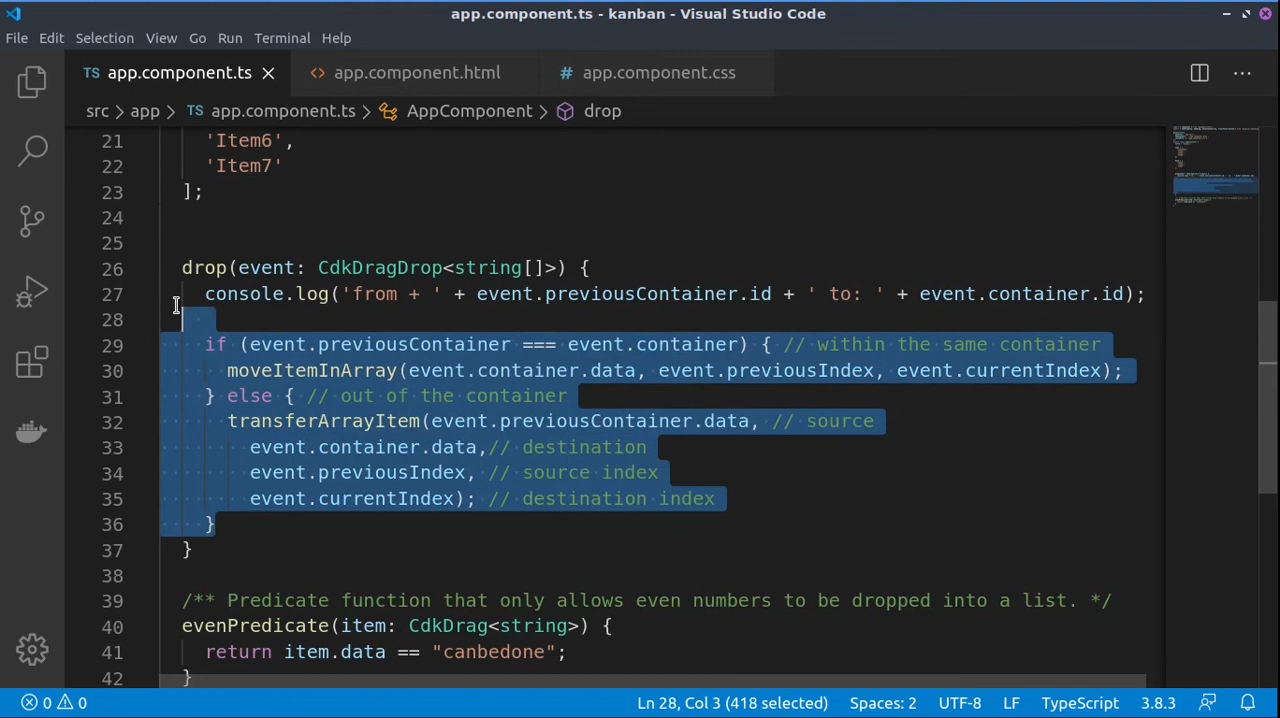 app.component.ts - kanban - Visual Studio Code
File Edit Selection View Go Run Terminal Help
TS app.component.ts × <> app.component.html # app.component.css ...
src > app > TS app.component.ts > AppComponent > drop
21 'Item6',
22 'Item7'
23 ];
24
25
26 drop(event: CdkDragDrop<string[]>) {
27 console.log('from + ' + event.previousContainer.id + ' to: ' + event.container.id);
28
29 if (event.previousContainer === event.container) { // within the same container
30 moveItemInArray(event.container.data, event.previousIndex, event.currentIndex);
31 } else { // out of the container
32 transferArrayItem(event.previousContainer.data, // source
33 event.container.data,// destination
34 event.previousIndex, // source index
35 event.currentIndex); // destination index
36 }
37 }
38
39 /** Predicate function that only allows even numbers to be dropped into a list. */
40 evenPredicate(item: CdkDrag<string>) {
41 return item.data == "canbedone";
42 }
0 0 Ln 28, Col 3 (418 selected) Spaces: 2 UTF-8 LF TypeScript 3.8.3